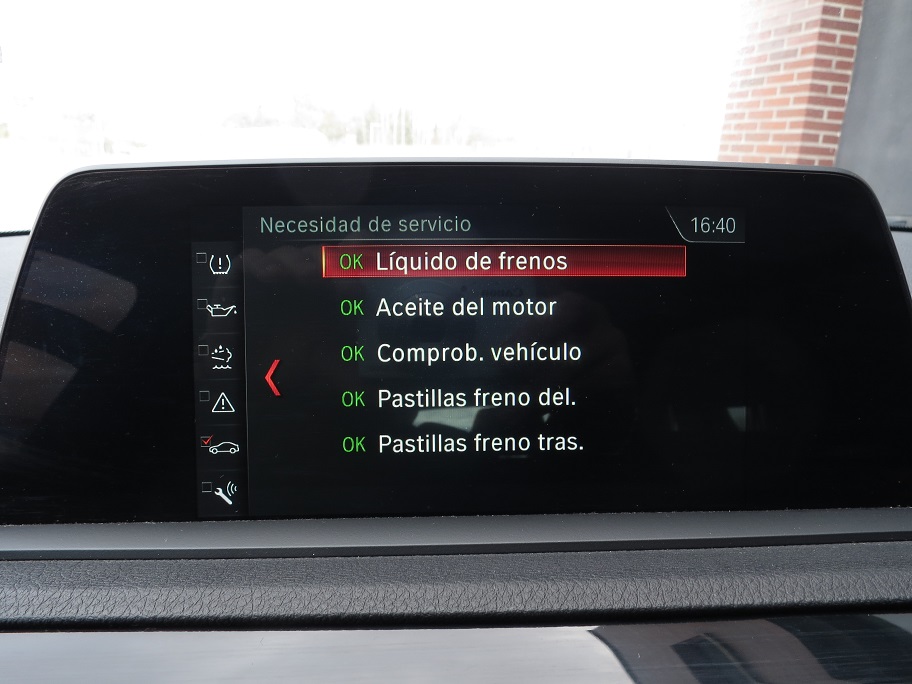 Necesidad de servicio
16:40
OK Líquido de frenos
OK Aceite del motor
OK Comprob. vehículo
OK Pastillas freno del.
OK Pastillas freno tras.